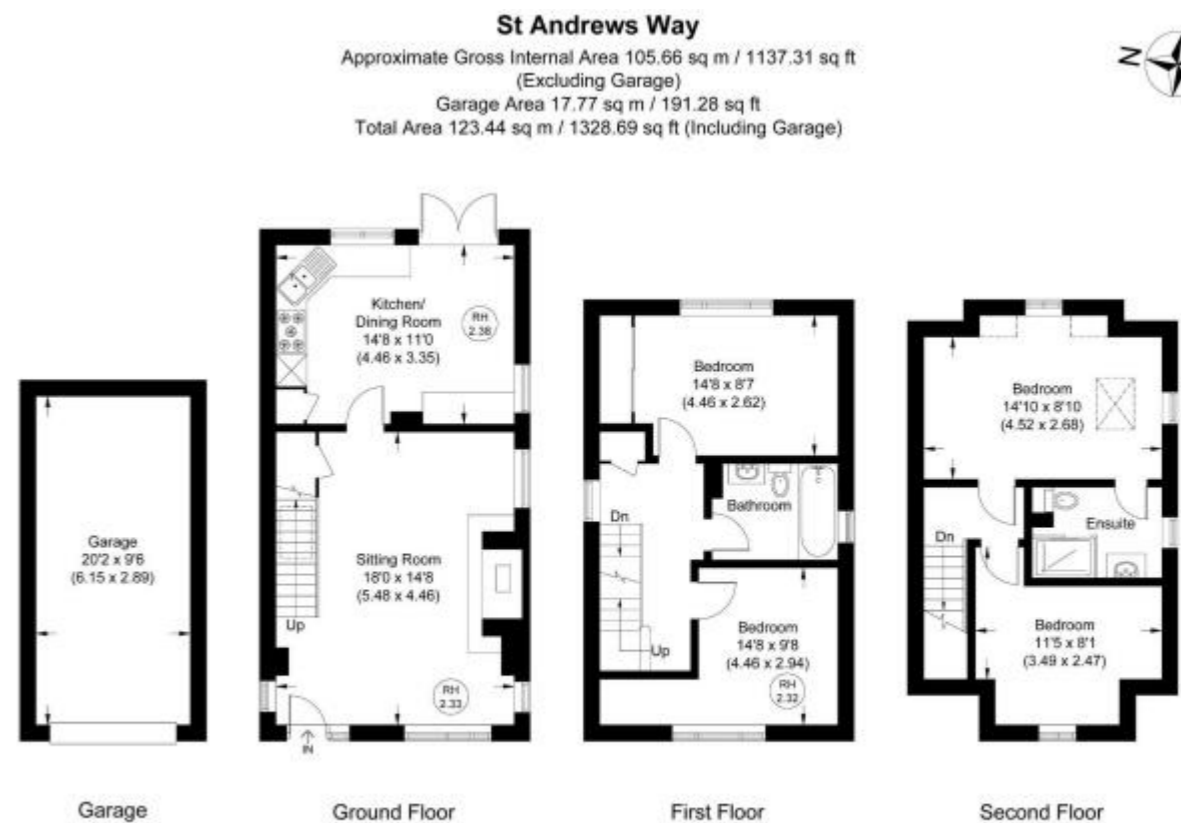 St Andrews Way
Approximate Gross Internal Area 105.66 sq m / 1137.31 sq ft
(Excluding Garage)
Garage Area 17.77 sq m / 191.28 sq ft
Total Area 123.44 sq m / 1328.69 sq ft (Including Garage)
N
Garage
20'2 x 9'6
(6.15 x 2.89)
Garage
Kitchen/
Dining Room
14'8 x 11'0
(4.46 x 3.35)
RH
2.38
Sitting Room
18'0 x 14'8
(5.48 x 4.46)
Up
RH
2.33
IN
Ground Floor
Bedroom
14'8 x 8'7
(4.46 x 2.62)
Bathroom
Dn
Up
Bedroom
14'8 x 9'8
(4.46 x 2.94)
RH
2.32
First Floor
Bedroom
14'10 x 8'10
(4.52 x 2.68)
Ensuite
Dn
Bedroom
11'5 x 8'1
(3.49 x 2.47)
Second Floor